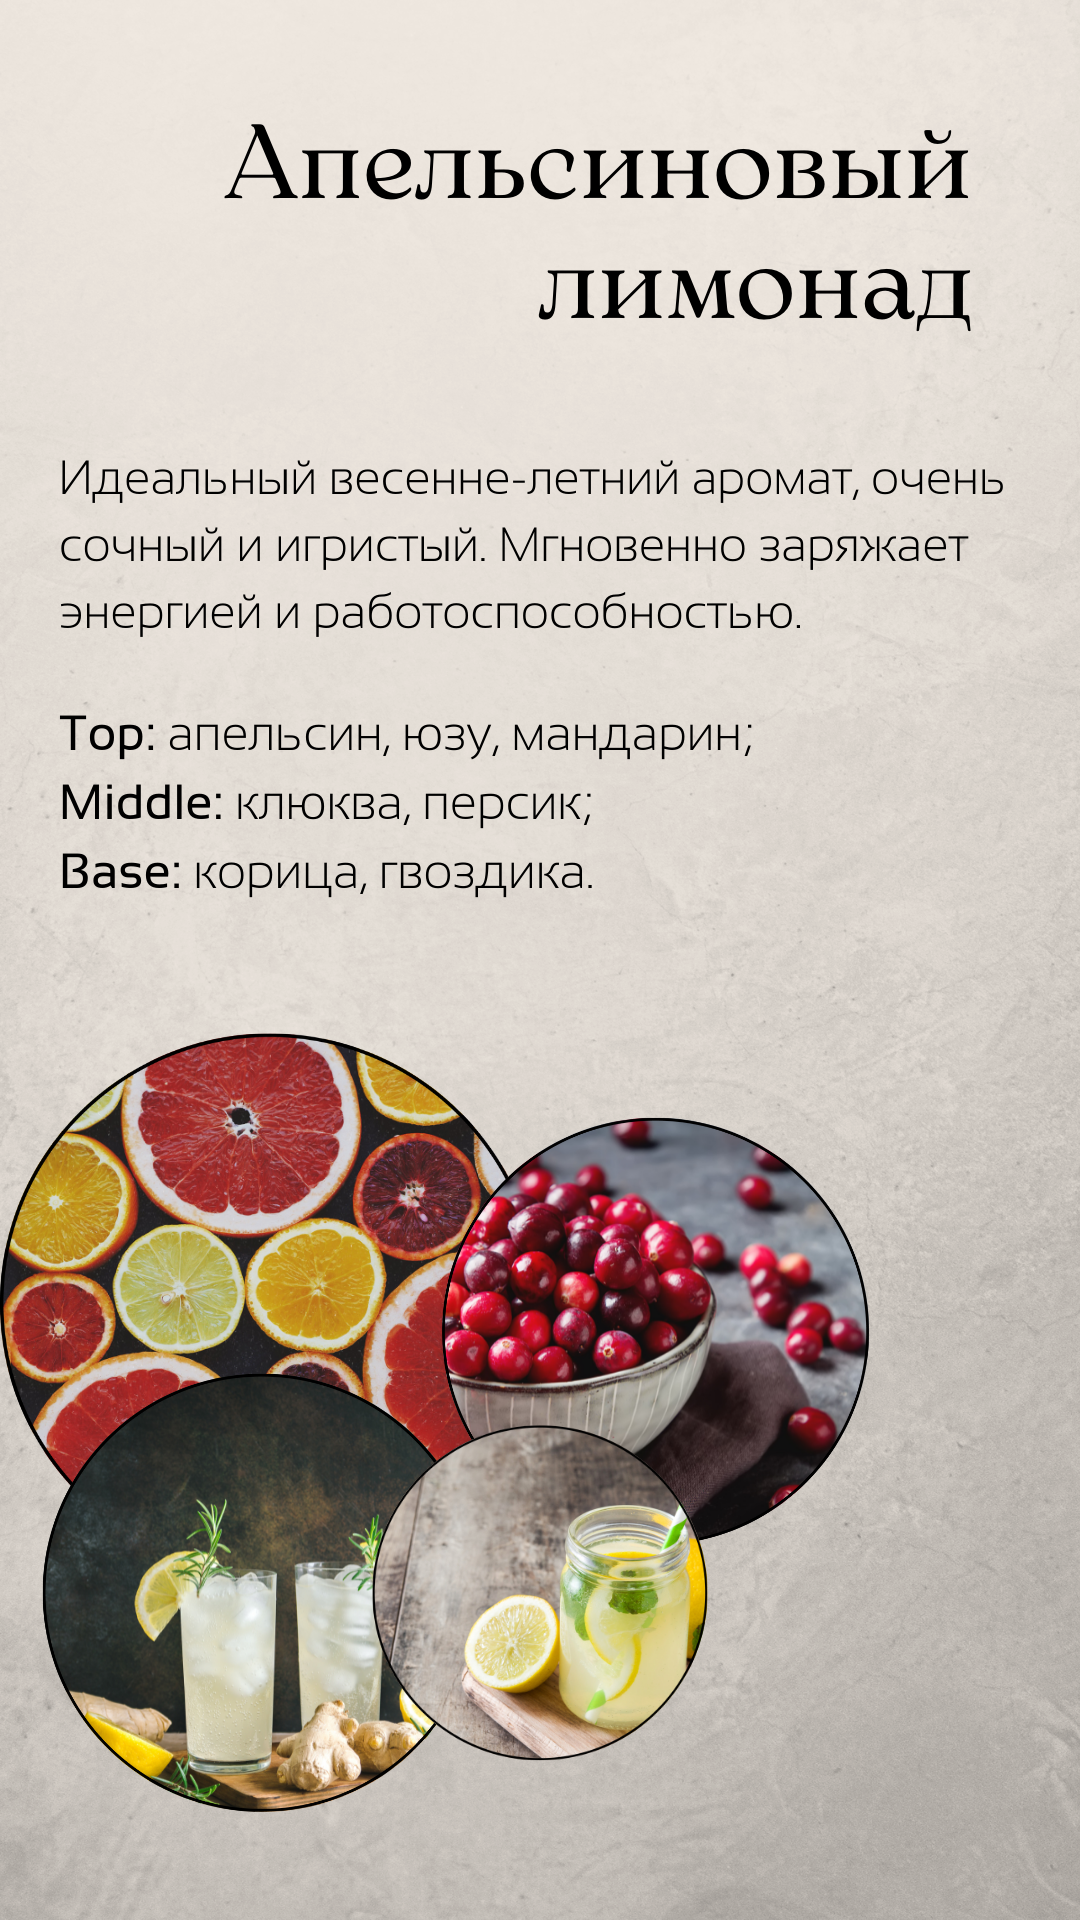 Апельсиновый
лимонад
Идеальный весенне-летний аромат, очень
сочный и игристый. Мгновенно заряжает
энергией и работоспособностью.
Top: апельсин, юзу, мандарин;
Middle: клюква, персик;
Base: корица, гвоздика.